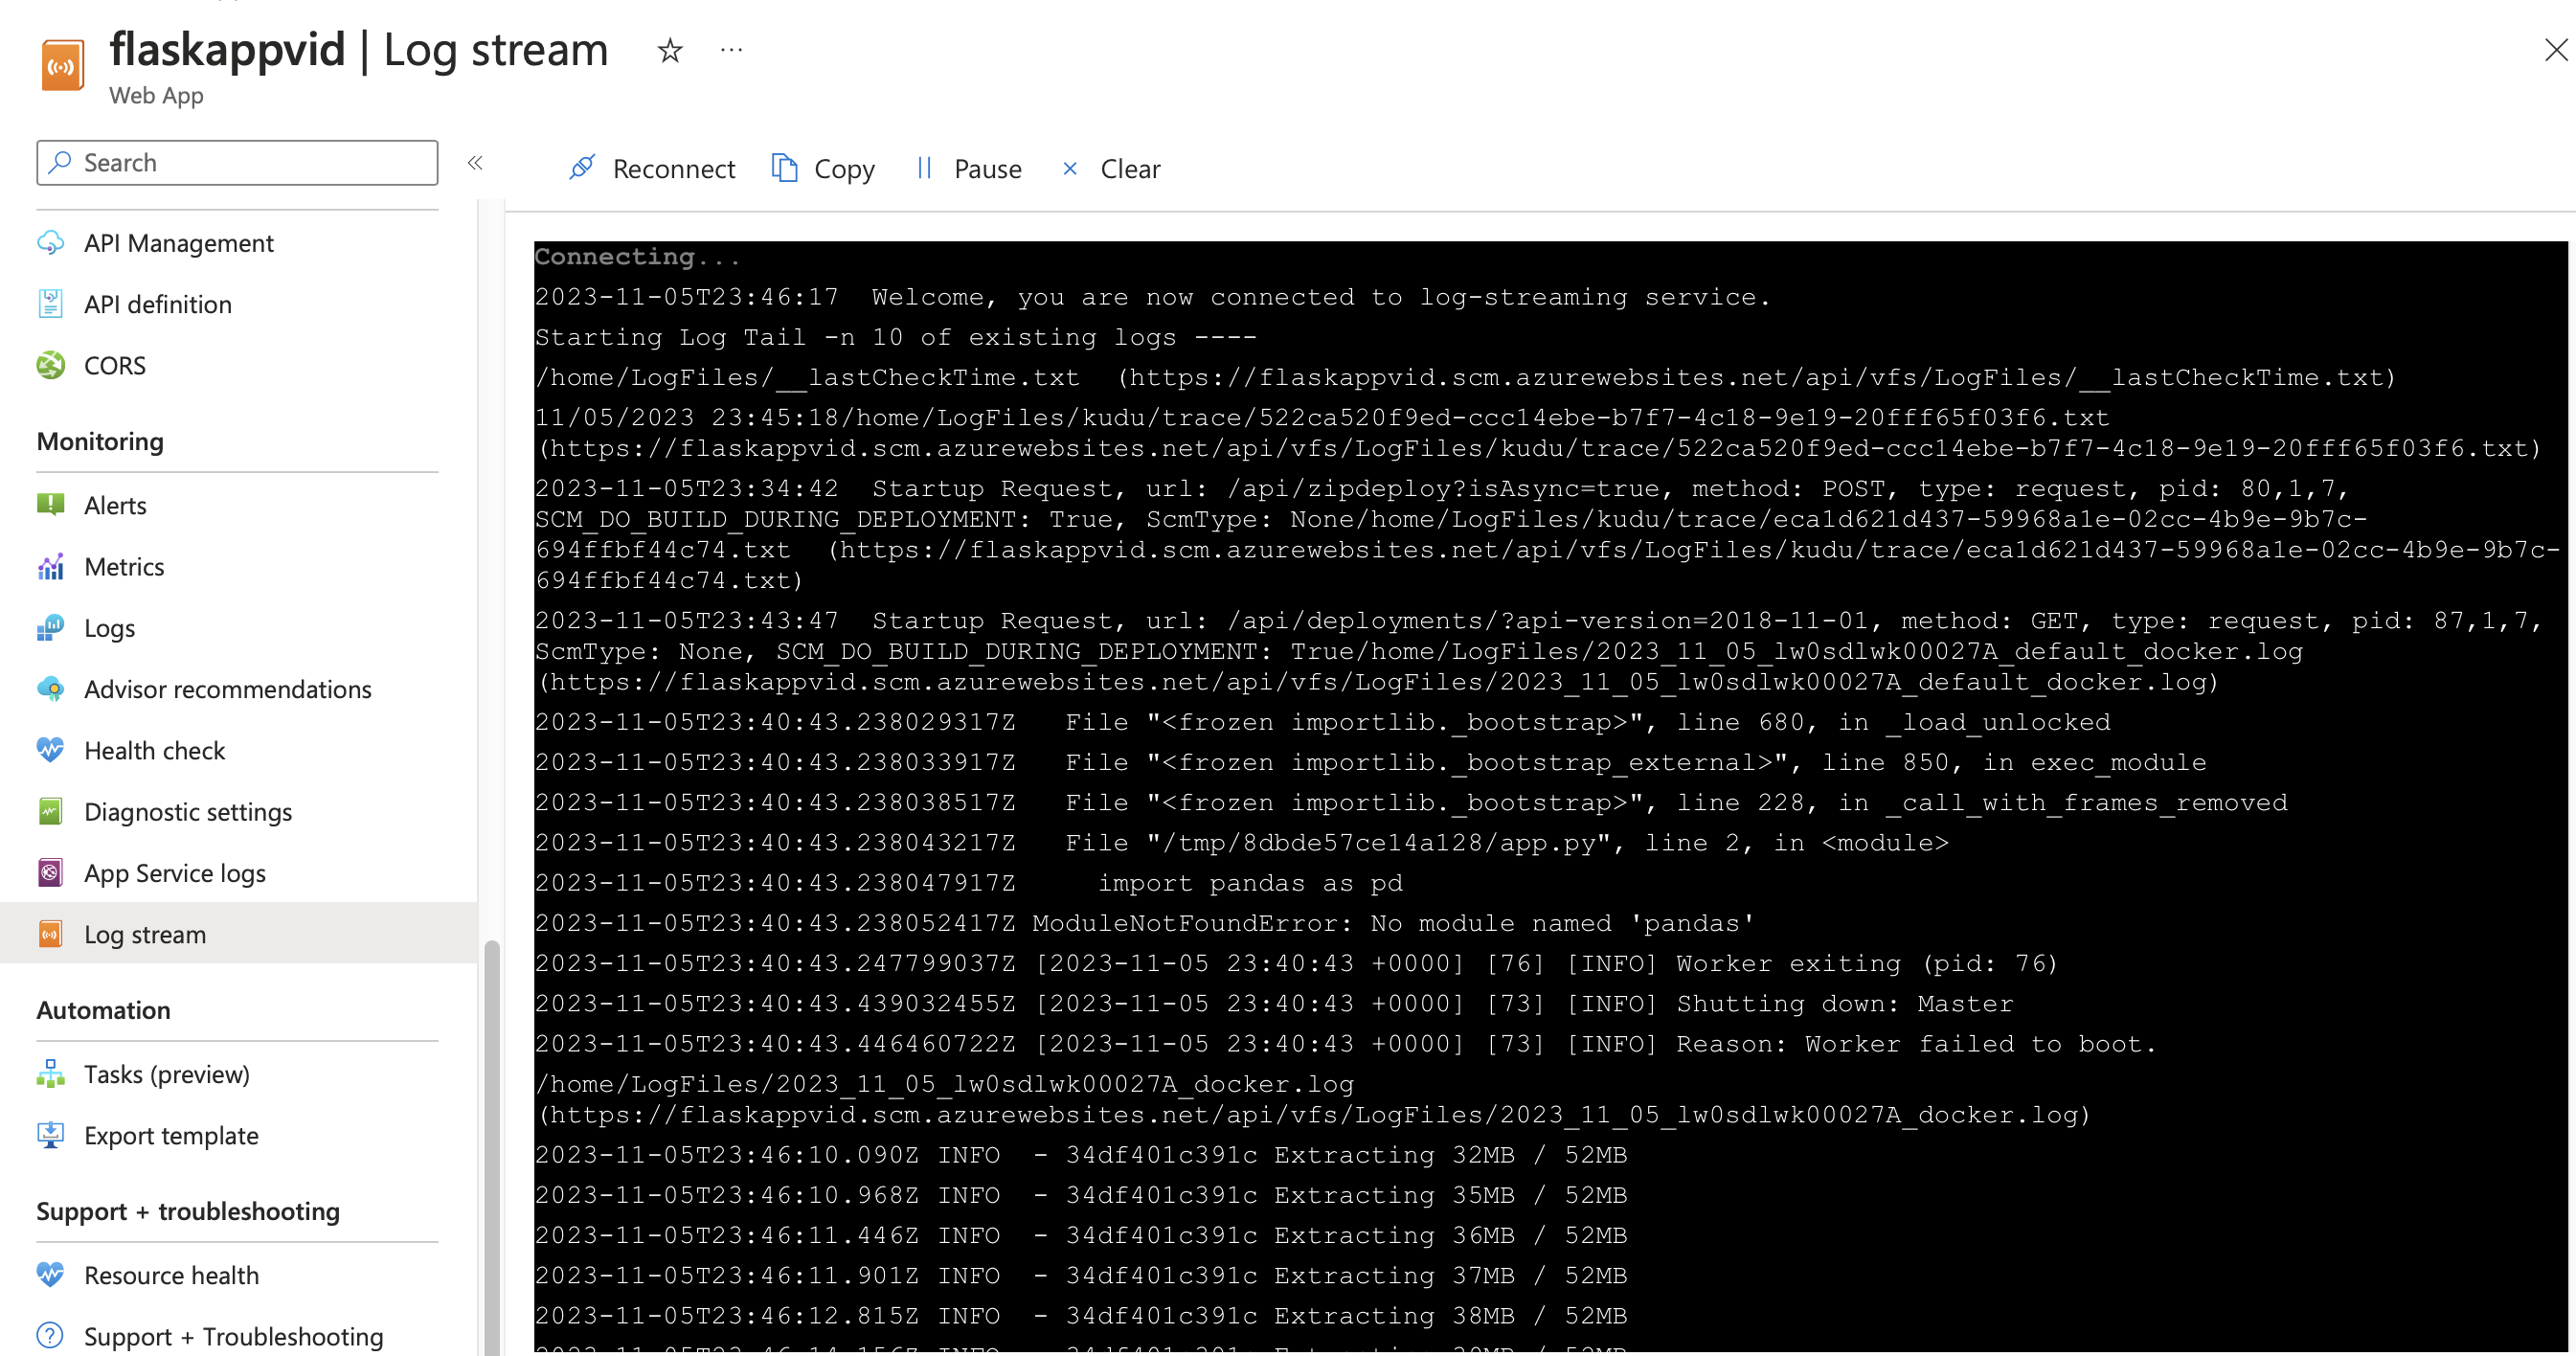 flaskappvid | Log stream
Web App
Search
API Management
API definition
CORS
Monitoring
Alerts
Metrics
Logs
Advisor recommendations
Health check
Diagnostic settings
App Service logs
Log stream
Automation
Tasks (preview)
Export template
Support + troubleshooting
Resource health
Support + Troubleshooting
Reconnect Copy Pause Clear
Connecting...
2023-11-05T23:46:17 Welcome, you are now connected to log-streaming service.
Starting Log Tail -n 10 of existing logs ----
/home/LogFiles/__lastCheckTime.txt (https://flaskappvid.scm.azurewebsites.net/api/vfs/LogFiles/__lastCheckTime.txt)
11/05/2023 23:45:18/home/LogFiles/kudu/trace/522ca520f9ed-ccc14ebe-b7f7-4c18-9e19-20fff65f03f6.txt
(https://flaskappvid.scm.azurewebsites.net/api/vfs/LogFiles/kudu/trace/522ca520f9ed-ccc14ebe-b7f7-4c18-9e19-20fff65f03f6.txt)
2023-11-05T23:34:42 Startup Request, url: /api/zipdeploy?isAsync=true, method: POST, type: request, pid: 80,1,7,
SCM_DO_BUILD_DURING_DEPLOYMENT: True, ScmType: None/home/LogFiles/kudu/trace/eca1d621d437-59968a1e-02cc-4b9e-9b7c-
694ffbf44c74.txt (https://flaskappvid.scm.azurewebsites.net/api/vfs/LogFiles/kudu/trace/eca1d621d437-59968a1e-02cc-4b9e-9b7c-
694ffbf44c74.txt)
2023-11-05T23:43:47 Startup Request, url: /api/deployments/?api-version=2018-11-01, method: GET, type: request, pid: 87,1,7,
ScmType: None, SCM_DO_BUILD_DURING_DEPLOYMENT: True/home/LogFiles/2023_11_05_lw0sdlwk00027A_default_docker.log
(https://flaskappvid.scm.azurewebsites.net/api/vfs/LogFiles/2023_11_05_lw0sdlwk00027A_default_docker.log)
2023-11-05T23:40:43.238029317Z File "<frozen importlib._bootstrap>", line 680, in _load_unlocked
2023-11-05T23:40:43.238033917Z File "<frozen importlib._bootstrap_external>", line 850, in exec_module
2023-11-05T23:40:43.238038517Z File "<frozen importlib._bootstrap>", line 228, in _call_with_frames_removed
2023-11-05T23:40:43.238043217Z File "/tmp/8dbde57ce14a128/app.py", line 2, in <module>
2023-11-05T23:40:43.238047917Z import pandas as pd
2023-11-05T23:40:43.238052417Z ModuleNotFoundError: No module named 'pandas'
2023-11-05T23:40:43.247799037Z [2023-11-05 23:40:43 +0000] [76] [INFO] Worker exiting (pid: 76)
2023-11-05T23:40:43.439032455Z [2023-11-05 23:40:43 +0000] [73] [INFO] Shutting down: Master
2023-11-05T23:40:43.446460722Z [2023-11-05 23:40:43 +0000] [73] [INFO] Reason: Worker failed to boot.
/home/LogFiles/2023_11_05_lw0sdlwk00027A_docker.log
(https://flaskappvid.scm.azurewebsites.net/api/vfs/LogFiles/2023_11_05_lw0sdlwk00027A_docker.log)
2023-11-05T23:46:10.090Z INFO - 34df401c391c Extracting 32MB / 52MB
2023-11-05T23:46:10.968Z INFO - 34df401c391c Extracting 35MB / 52MB
2023-11-05T23:46:11.446Z INFO - 34df401c391c Extracting 36MB / 52MB
2023-11-05T23:46:11.901Z INFO - 34df401c391c Extracting 37MB / 52MB
2023-11-05T23:46:12.815Z INFO - 34df401c391c Extracting 38MB / 52MB